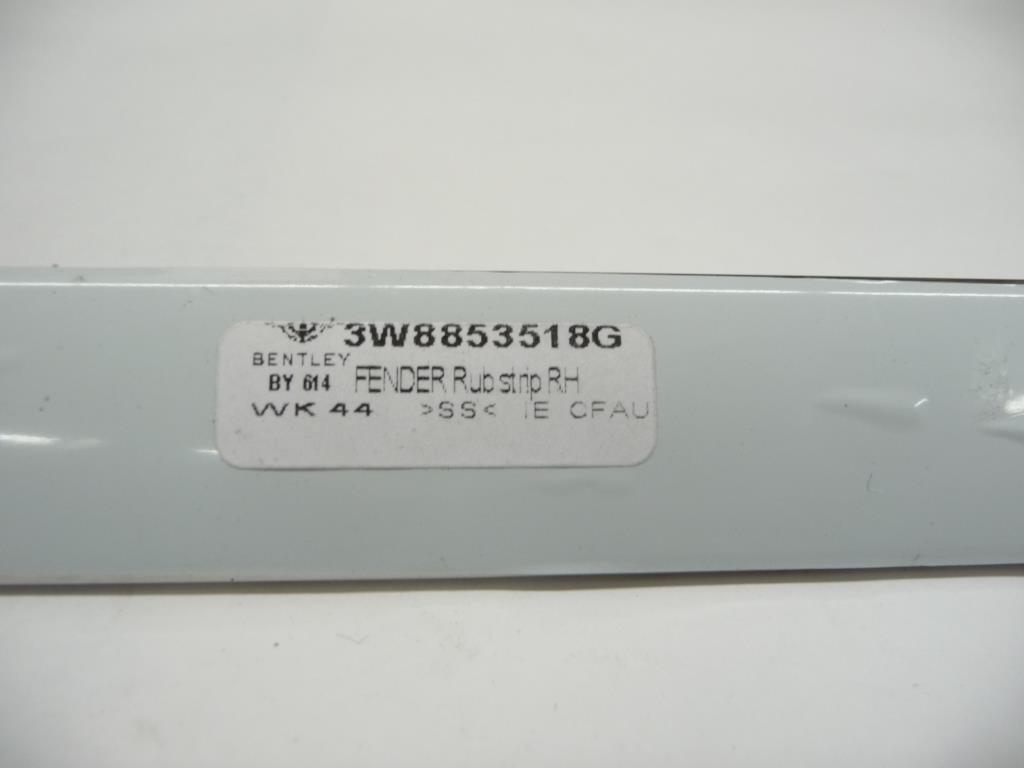 3W8853518G
BENTLEY
BY 614 FENDER Rub strip RH
WK 44 >SS< IE CFAU